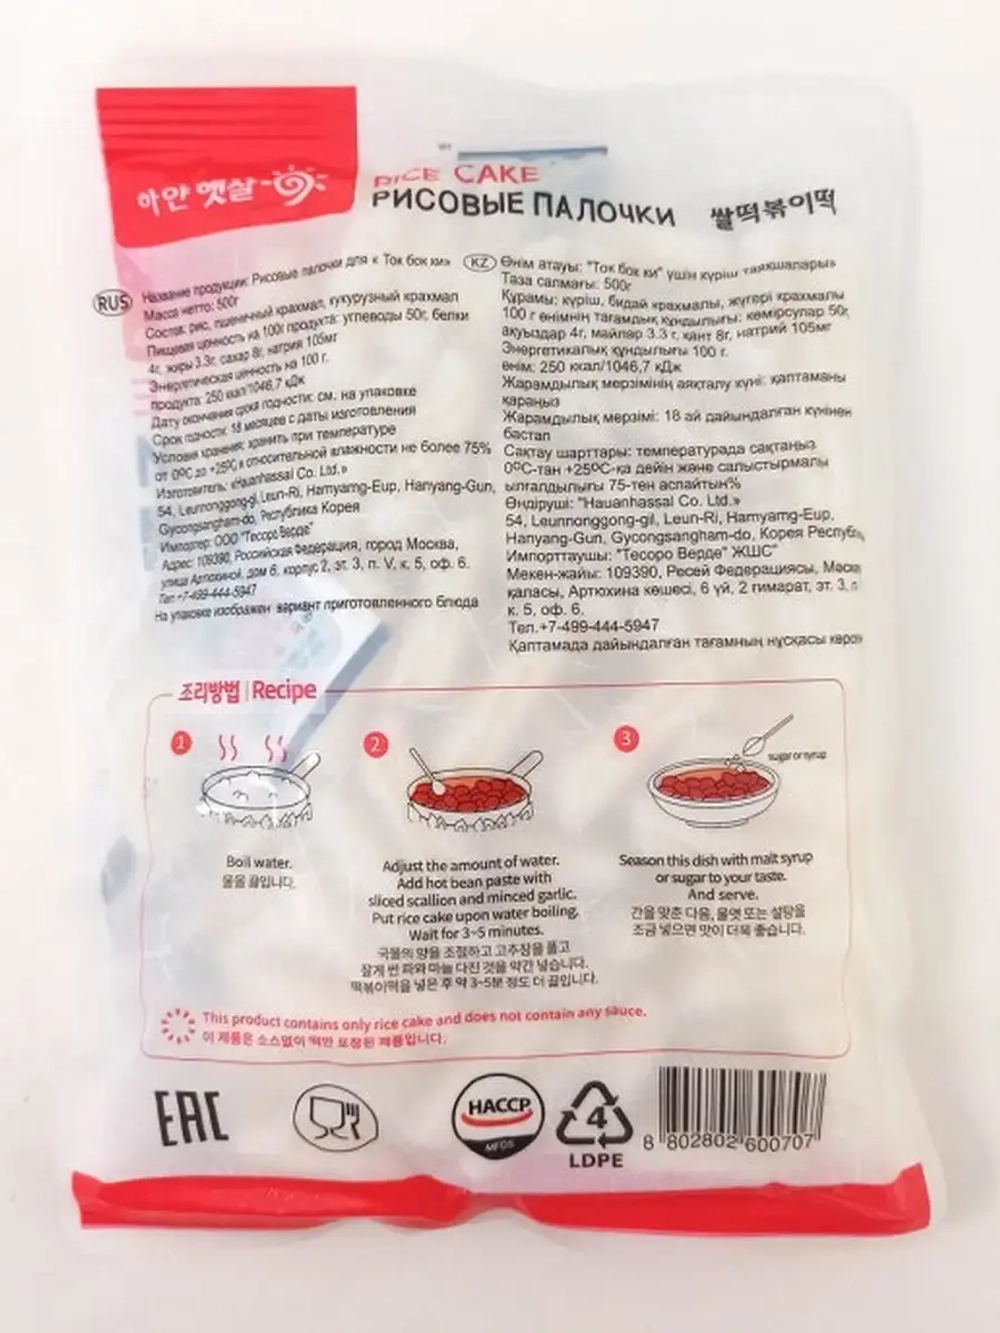 하얀 햇살
RICE CAKE
РИСОВЫЕ ПАЛОЧКИ
쌀떡볶이떡
RUS
Название продукции: Рисовые палочки для « Ток бок ки»
Масса нетто: 500г
Состав: рис, пшеничный крахмал, кукурузный крахмал
Пищевая ценность на 100г продукта: углеводы 50г, белки
4г, жиры 3.3г, сахар 8г, натрия 105мг
Энергетическая ценность на 100 г.
продукта: 250 ккал/1046,7 кДж
Дату окончания срока годности: см. на упаковке
Срок годности: 18 месяцев с даты изготовления
Условия хранения: хранить при температуре
от 0ºС до +25ºС и относительной влажности не более 75%
Изготовитель: «Hauanhassal Co. Ltd.»
54, Leunnonggong-gil, Leun-Ri, Hamyamg-Eup, Hanyang-Gun,
Gycongsangham-do, Республика Корея
Импортер: ООО "Тесоро Верде"
Адрес: 109390, Российская Федерация, город Москва,
улица Артюхиной, дом 6, корпус 2, эт. 3, п. V, к. 5, оф. 6.
Тел +7-499-444-5947
На упаковке изображен вариант приготовленного блюда
KZ
Өнім атауы: "Ток бок ки" үшін күріш таяқшалары»
Таза салмағы: 500г
Құрамы: күріш, бидай крахмалы, жүгері крахмалы
100 г өнімнің тағамдық құндылығы: көмірсулар 50г,
ақуыздар 4г, майлар 3.3 г, қант 8г, натрий 105мг
Энергетикалық құндылығы 100 г.
өнім: 250 ккал/1046,7 кДж
Жарамдылық мерзімінің аяқталу күні: қаптаманы
қараңыз
Жарамдылық мерзімі: 18 ай дайындалған күнінен
бастап
Сақтау шарттары: температурада сақтаңыз
0ºС-тан +25ºС-қа дейін және салыстырмалы
ылғалдылығы 75-тен аспайтын%
Өндіруші: "Hauanhassal Co. Ltd.»
54, Leunnonggong-gil, Leun-Ri, Hamyamg-Eup,
Hanyang-Gun, Gycongsangham-do, Корея
Импорттаушы: "Тесоро Верде" ЖШС"
Мекен-жайы: 109390, Ресей Федерациясы,
қаласы, Артюхина көшесі, 6 үй, 2 ғимарат, эт. 3,
к. 5, оф. 6.
Тел.+7-499-444-5947
Қаптамада дайындалған тағамның нұсқасы
조리방법 | Recipe
1
Boil water.
물을 끓입니다.
2
Adjust the amount of water.
Add hot bean paste with
sliced scallion and minced garlic.
Put rice cake upon water boiling.
Wait for 3~5 minutes.
국물의 양을 조절하고 고추장을 풀고
잘게 썬 파와 마늘 다진 것을 약간 넣습니다.
떡볶이떡을 넣은 후 약 3~5분 정도 더 끓입니다.
3
sugar or syrup
Season this dish with malt syrup
or sugar to your taste.
And serve.
간을 맞춘 다음, 물엿 또는 설탕을
조금 넣으면 맛이 더욱 좋습니다.
This product contains only rice cake and does not contain any sauce.
이 제품은 소스없이 떡만 포장된 제품입니다.
EAC
HACCP
MFDS
4
LDPE
8 802802 600707